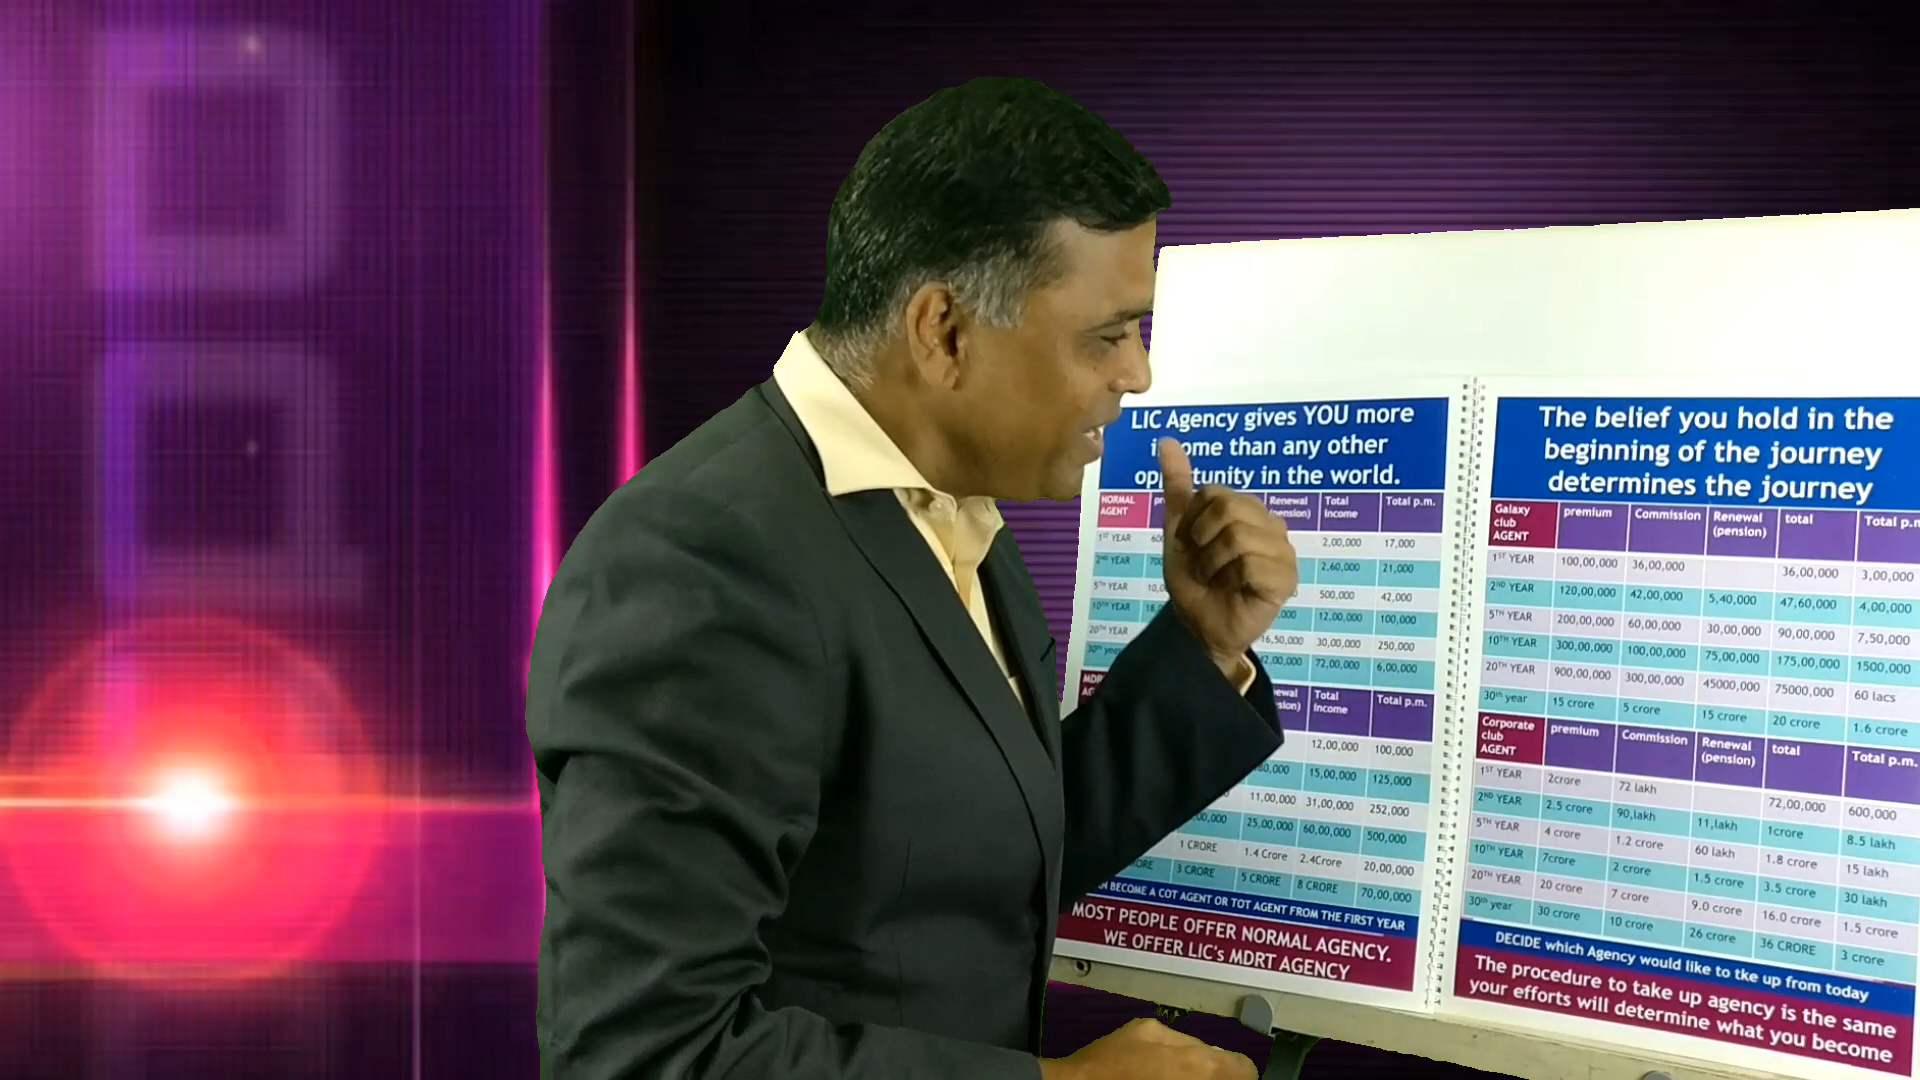 LIC Agency gives YOU more
than any other
in the world.
NORMAL
AGENT
Renewal
(pension)
Total
Income
Total p.m.
1ST YEAR
2,00,000
17,000
2ND YEAR
2,60,000
21,000
5TH YEAR
500,000
42,000
10TH YEAR
12,00,000
100,000
20TH YEAR
16,50,000
30,00,000
250,000
30th year
72,00,000
6,00,000
Total
Income
Total p.m.
12,00,000
100,000
15,00,000
125,000
11,00,000
31,00,000
252,000
25,00,000
60,00,000
500,000
1 CRORE
1.4 Crore
2.4Crore
20,00,000
3 CRORE
5 CRORE
8 CRORE
70,00,000
BECOME A COT AGENT OR TOT AGENT FROM THE FIRST YEAR
MOST PEOPLE OFFER NORMAL AGENCY.
WE OFFER LIC's MDRT AGENCY
The belief you hold in the
beginning of the journey
determines the journey
Galaxy
club
AGENT
premium
Commission
Renewal
(pension)
total
Total p.m
1ST YEAR
100,00,000
36,00,000
36,00,000
3,00,000
2ND YEAR
120,00,000
42,00,000
5,40,000
47,60,000
4,00,000
5TH YEAR
200,00,000
60,00,000
30,00,000
90,00,000
7,50,000
10TH YEAR
300,00,000
100,00,000
75,00,000
175,00,000
1500,000
20TH YEAR
900,00,000
300,00,000
45000,000
75000,000
60 lacs
30th year
15 crore
5 crore
15 crore
20 crore
1.6 crore
Corporate
club
AGENT
premium
Commission
Renewal
(pension)
total
Total p.m.
1ST YEAR
2crore
72 lakh
72,00,000
600,000
2ND YEAR
2.5 crore
90,lakh
11,lakh
1crore
8.5 lakh
5TH YEAR
4 crore
1.2 crore
60 lakh
1.8 crore
15 lakh
10TH YEAR
7crore
2 crore
1.5 crore
3.5 crore
30 lakh
20TH YEAR
20 crore
7 crore
9.0 crore
16.0 crore
1.5 crore
30th year
30 crore
10 crore
26 crore
36 CRORE
3 crore
DECIDE which Agency would like to tke up from today
The procedure to take up agency is the same
your efforts will determine what you become